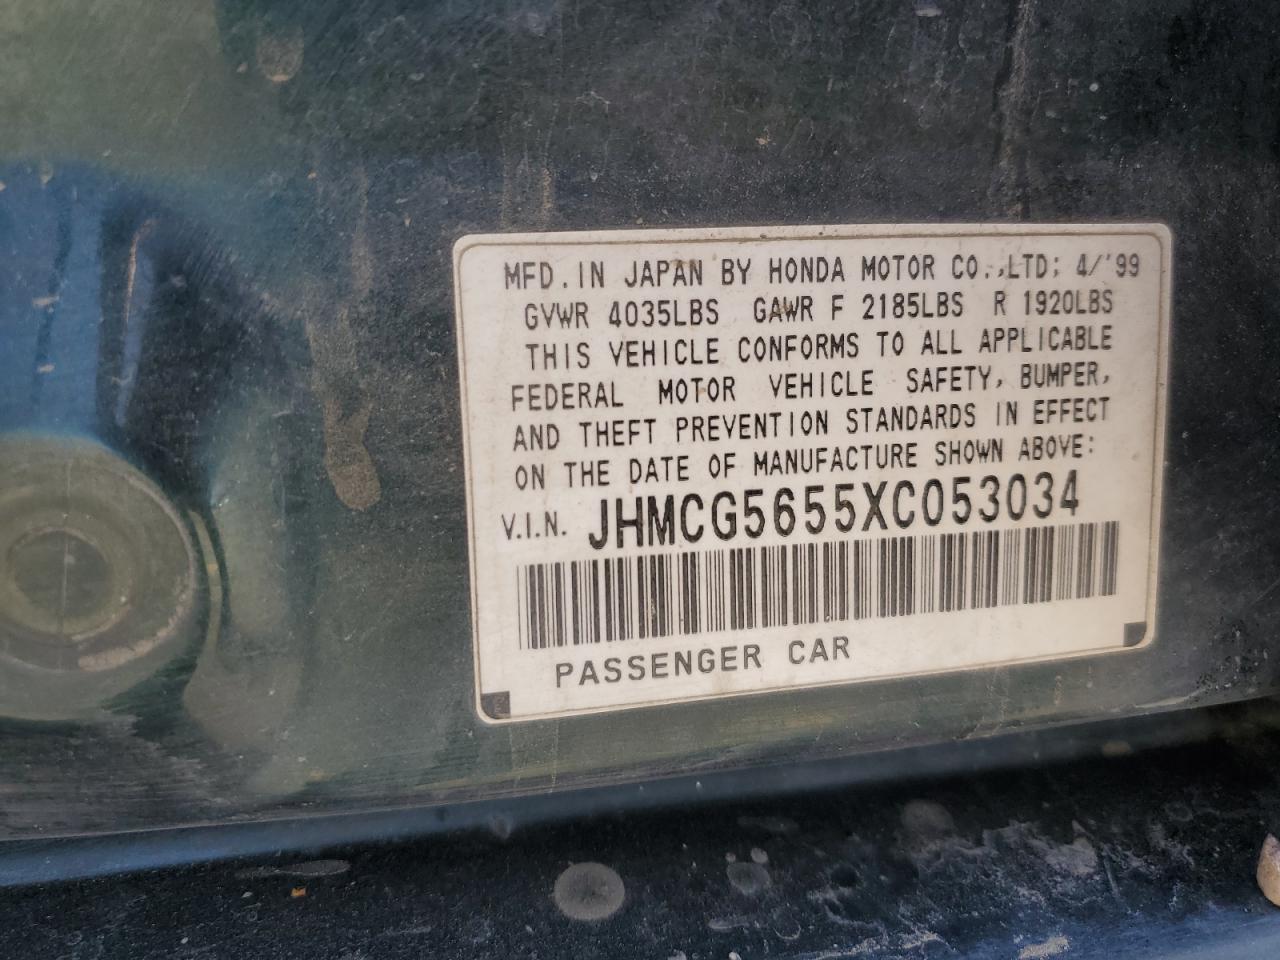 MFD. IN JAPAN BY HONDA MOTOR CO.,LTD; 4/'99
GVWR 4035LBS GAWR F 2185LBS R 1920LBS
THIS VEHICLE CONFORMS TO ALL APPLICABLE
FEDERAL MOTOR VEHICLE SAFETY, BUMPER,
AND THEFT PREVENTION STANDARDS IN EFFECT
ON THE DATE OF MANUFACTURE SHOWN ABOVE:
V.I.N. JHMCG5655XC053034
PASSENGER CAR